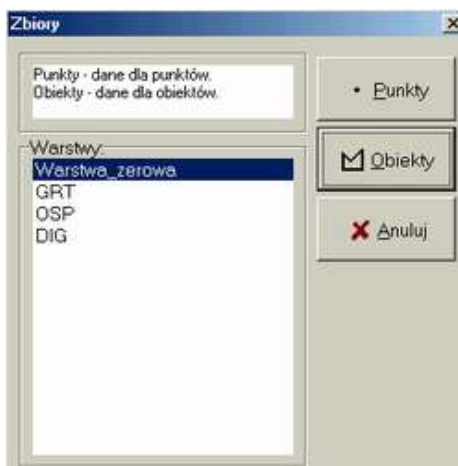 Zbiory
Punkty - dane dla punktów.
Obiekty - dane dla obiektów.
Punkty
Obiekty
Anuluj
Warstwy:
Warstwa_zerowa
GRT
OSP
DIG